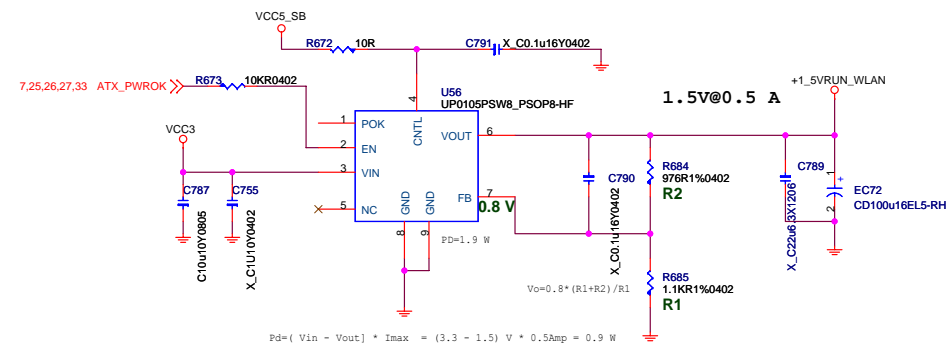 VCC5_SB
R672
10R
C791
X_C0.1u16Y0402
7,25,26,27,33 ATX_PWROK
R673
10KR0402
U56
UP0105PSW8_PSOP8-HF
1.5V@0.5 A
+1_5VRUN_WLAN
VCC3
4
CNTL
1
POK
2
EN
3
VIN
5
NC
VOUT
6
FB
7
0.8 V
GND
8
GND
9
PD=1.9 W
C787
C10u10Y0805
C755
X_C1U10Y0402
C790
X_C0.1u16Y0402
R684
976R1%0402
R2
C789
X_C22u6.3X1206
1
+
2
EC72
CD100u16EL5-RH
R685
1.1KR1%0402
R1
Vo=0.8*(R1+R2)/R1
Pd=( Vin - Vout] * Imax = (3.3 - 1.5) V * 0.5Amp = 0.9 W